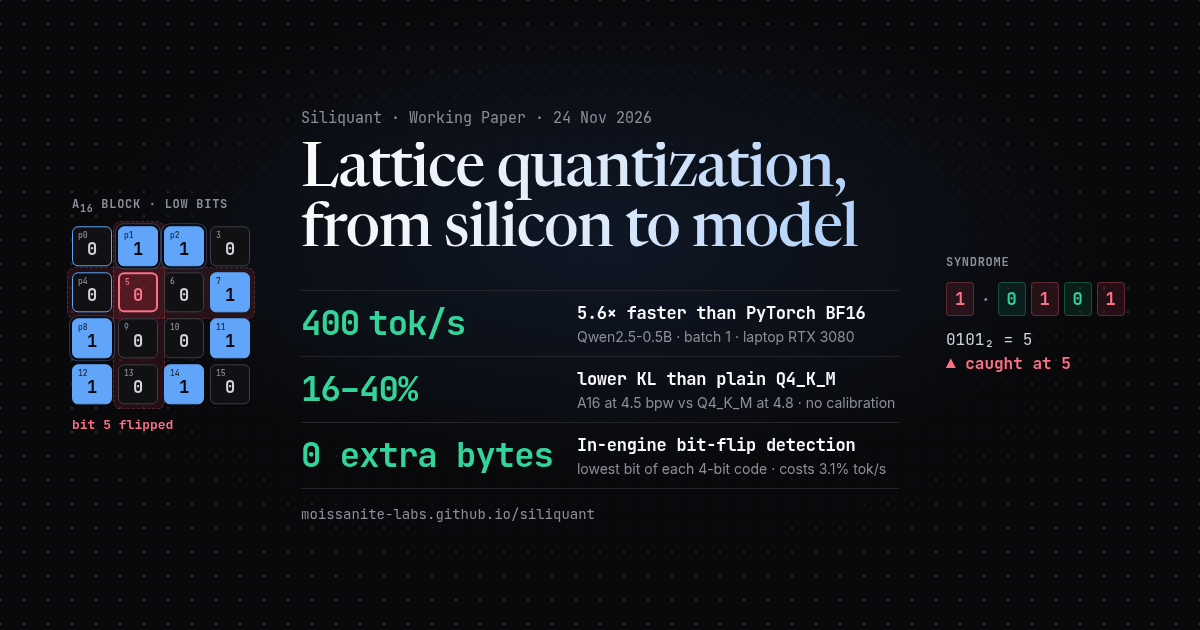 Siliquant · Working Paper · 24 Nov 2026
Lattice quantization,
from silicon to model
A16 BLOCK · LOW BITS
p0 0 p1 1 p2 1 3 0
p4 0 5 0 6 0 7 1
p8 1 9 0 10 0 11 1
12 1 13 0 14 1 15 0
bit 5 flipped
400 tok/s
5.6× faster than PyTorch BF16
Qwen2.5-0.5B · batch 1 · laptop RTX 3080
16–40%
lower KL than plain Q4_K_M
A16 at 4.5 bpw vs Q4_K_M at 4.8 · no calibration
0 extra bytes
In-engine bit-flip detection
lowest bit of each 4-bit code · costs 3.1% tok/s
moissanite-labs.github.io/siliquant
SYNDROME
1 · 0 1 0 1
0101₂ = 5
▲ caught at 5